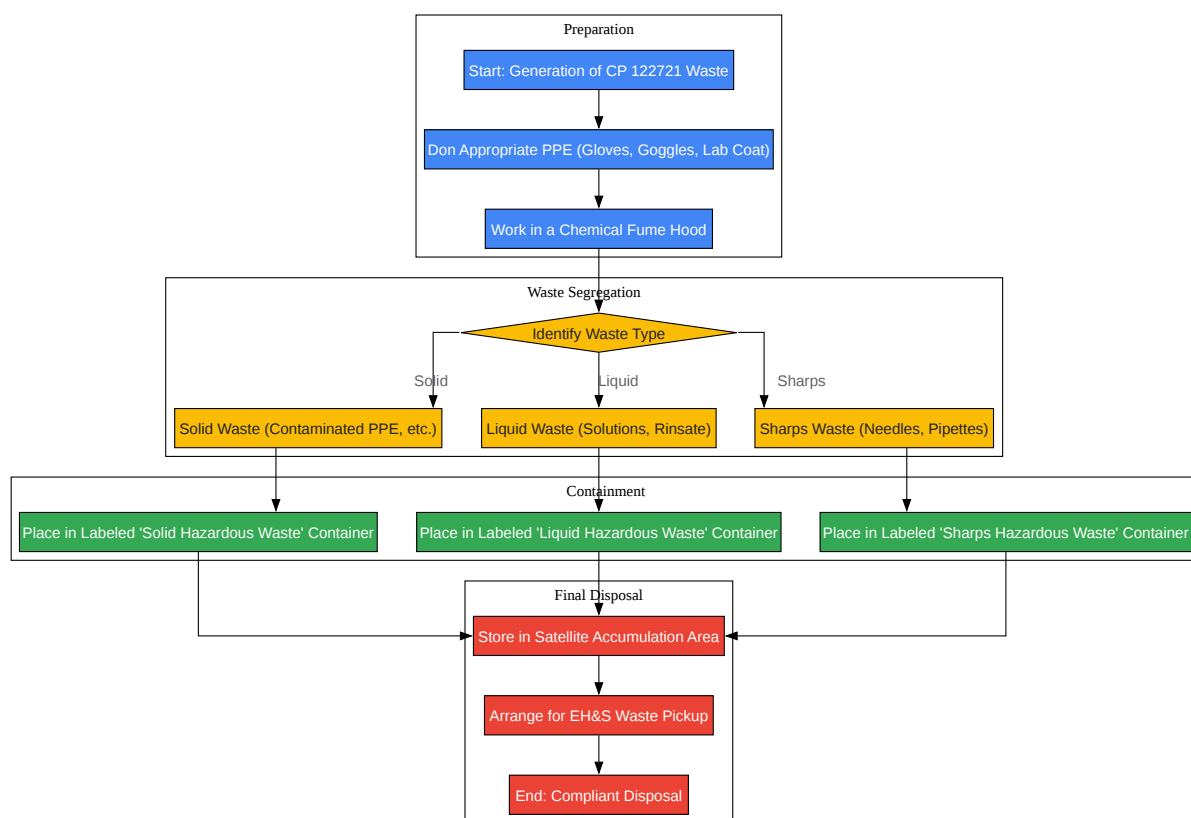 Preparation
Start: Generation of CP 122721 Waste
Don Appropriate PPE (Gloves, Goggles, Lab Coat)
Work in a Chemical Fume Hood
Waste Segregation
Identify Waste Type
Solid
Liquid
Sharps
Solid Waste (Contaminated PPE, etc.)
Liquid Waste (Solutions, Rinsate)
Sharps Waste (Needles, Pipettes)
Containment
Place in Labeled 'Solid Hazardous Waste' Container
Place in Labeled 'Liquid Hazardous Waste' Container
Place in Labeled 'Sharps Hazardous Waste' Container
Final Disposal
Store in Satellite Accumulation Area
Arrange for EH&S Waste Pickup
End: Compliant Disposal